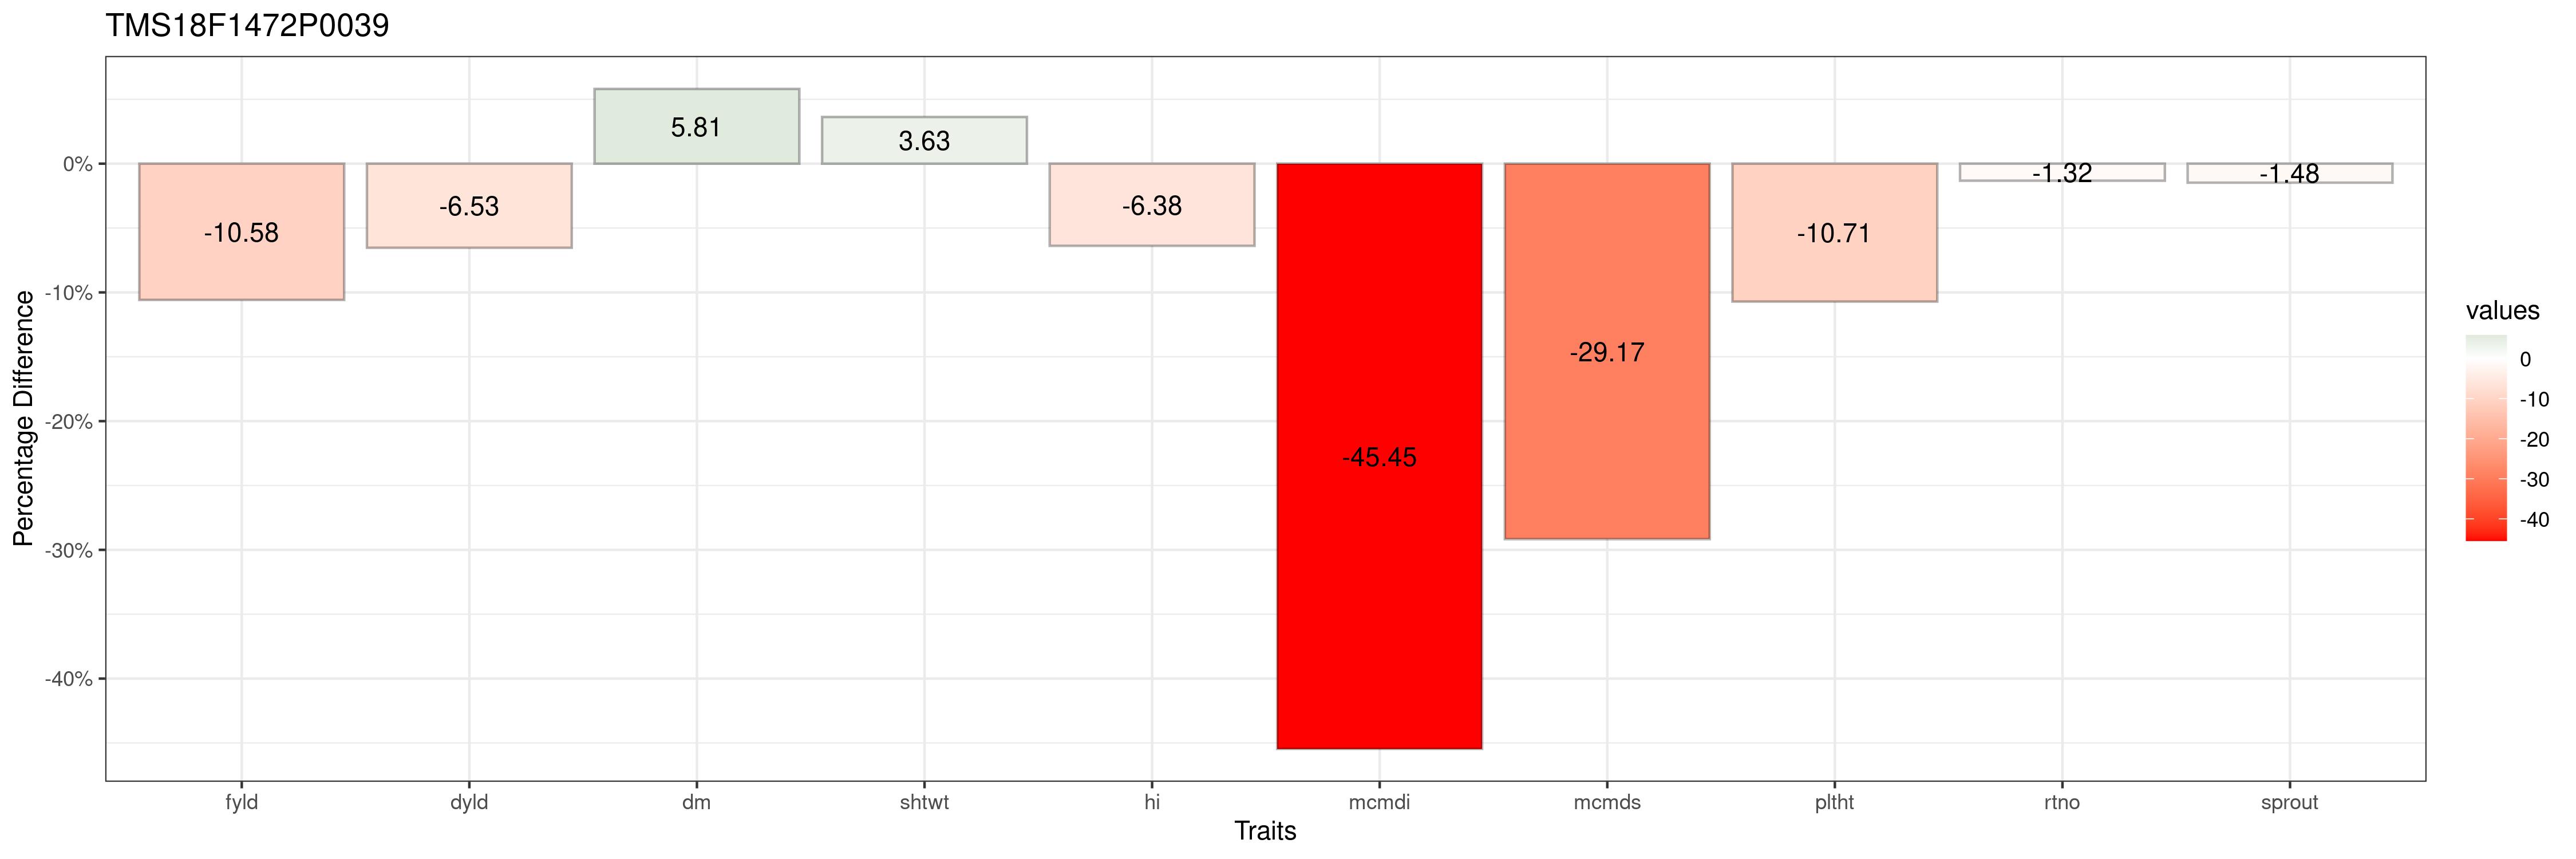 TMS18F1472P0039
Percentage Difference
0%
-10%
-20%
-30%
-40%
-10.58
-6.53
5.81
3.63
-6.38
-45.45
-29.17
-10.71
-1.32
-1.48
fyld
dyld
dm
shtwt
hi
mcmdi
mcmds
pltht
rtno
sprout
Traits
values
0
-10
-20
-30
-40